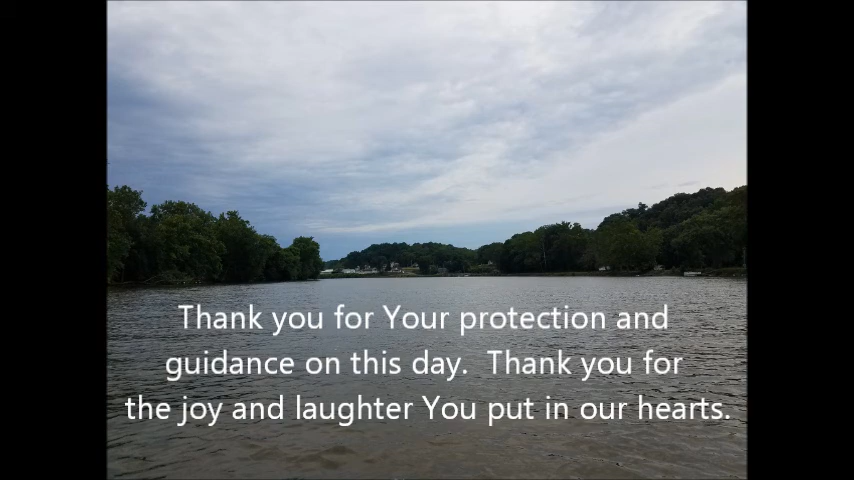 Thank you for Your protection and
guidance on this day.  Thank you for
the joy and laughter You put in our hearts.